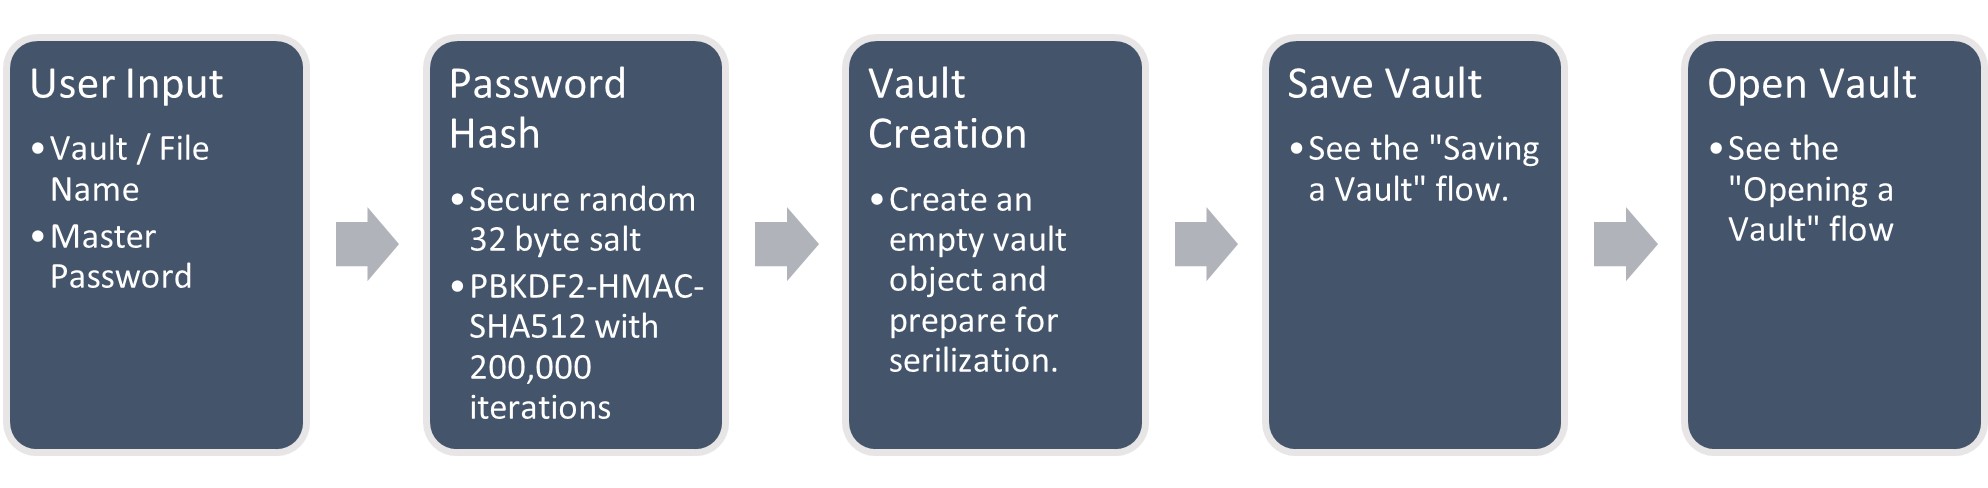 User Input
•Vault / File
Name
•Master
Password
Password
Hash
•Secure random
32 byte salt
•PBKDF2-HMAC-
SHA512 with
200,000
iterations
Vault
Creation
•Create an
empty vault
object and
prepare for
serilization.
Save Vault
•See the "Saving
a Vault" flow.
Open Vault
•See the
"Opening a
Vault" flow